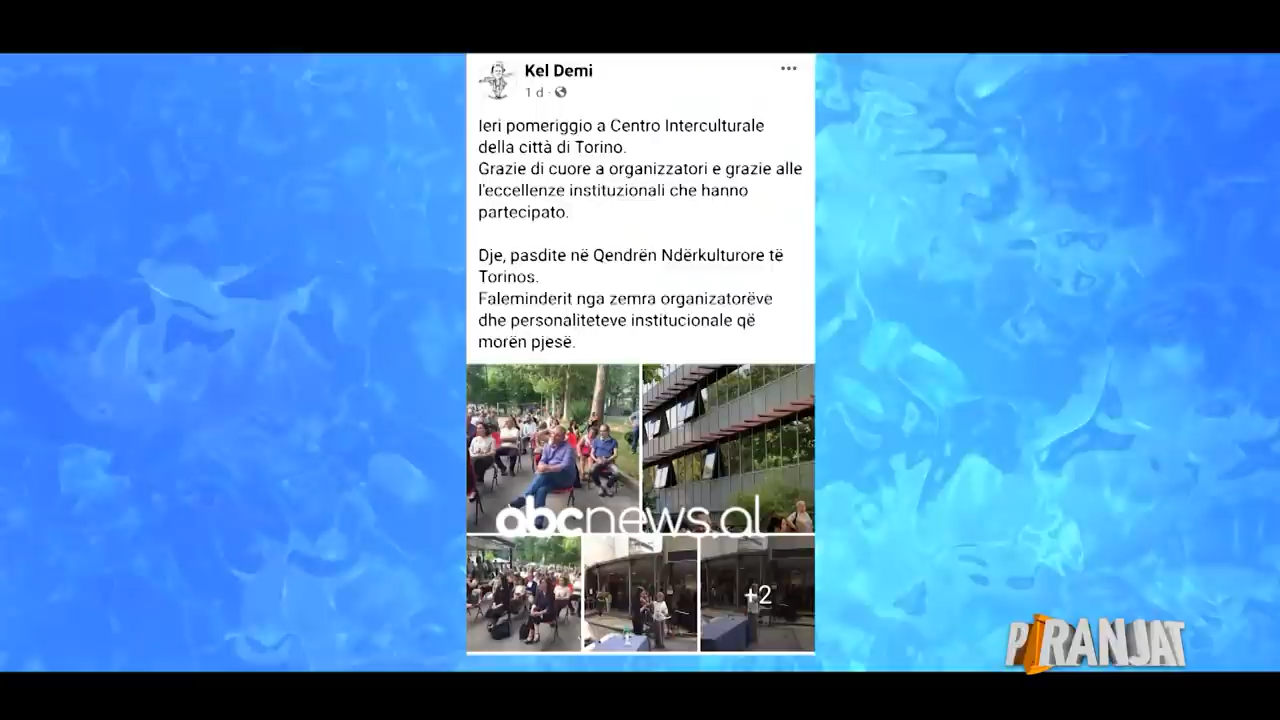 Kel Demi
1 d ·
Ieri pomeriggio a Centro Interculturale
della città di Torino.
Grazie di cuore a organizzatori e grazie alle
l'eccellenze instituzionali che hanno
partecipato.
Dje, pasdite në Qendrën Ndërkulturore të
Torinos.
Faleminderit nga zemra organizatorëve
dhe personaliteteve institucionale që
morën pjesë.
abcnews.al
+2
PIRANJAT